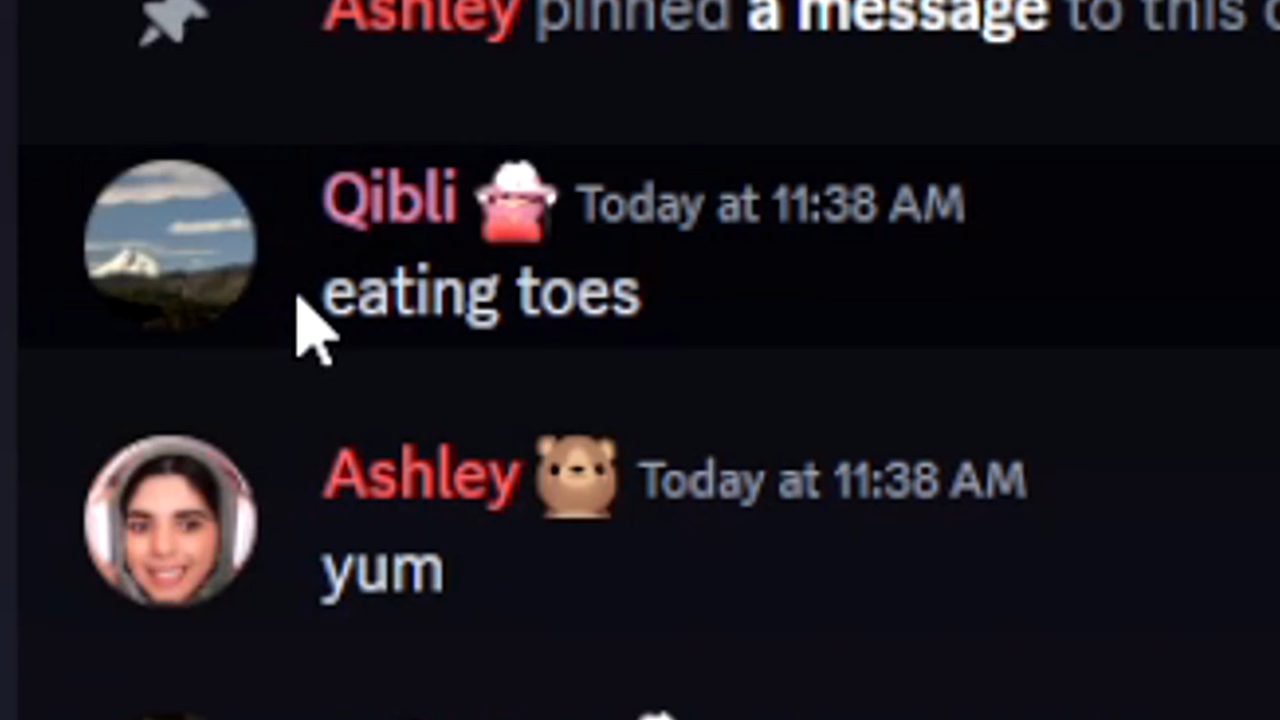 Ashley pinned a message to this
Qibli Today at 11:38 AM
eating toes
Ashley Today at 11:38 AM
yum